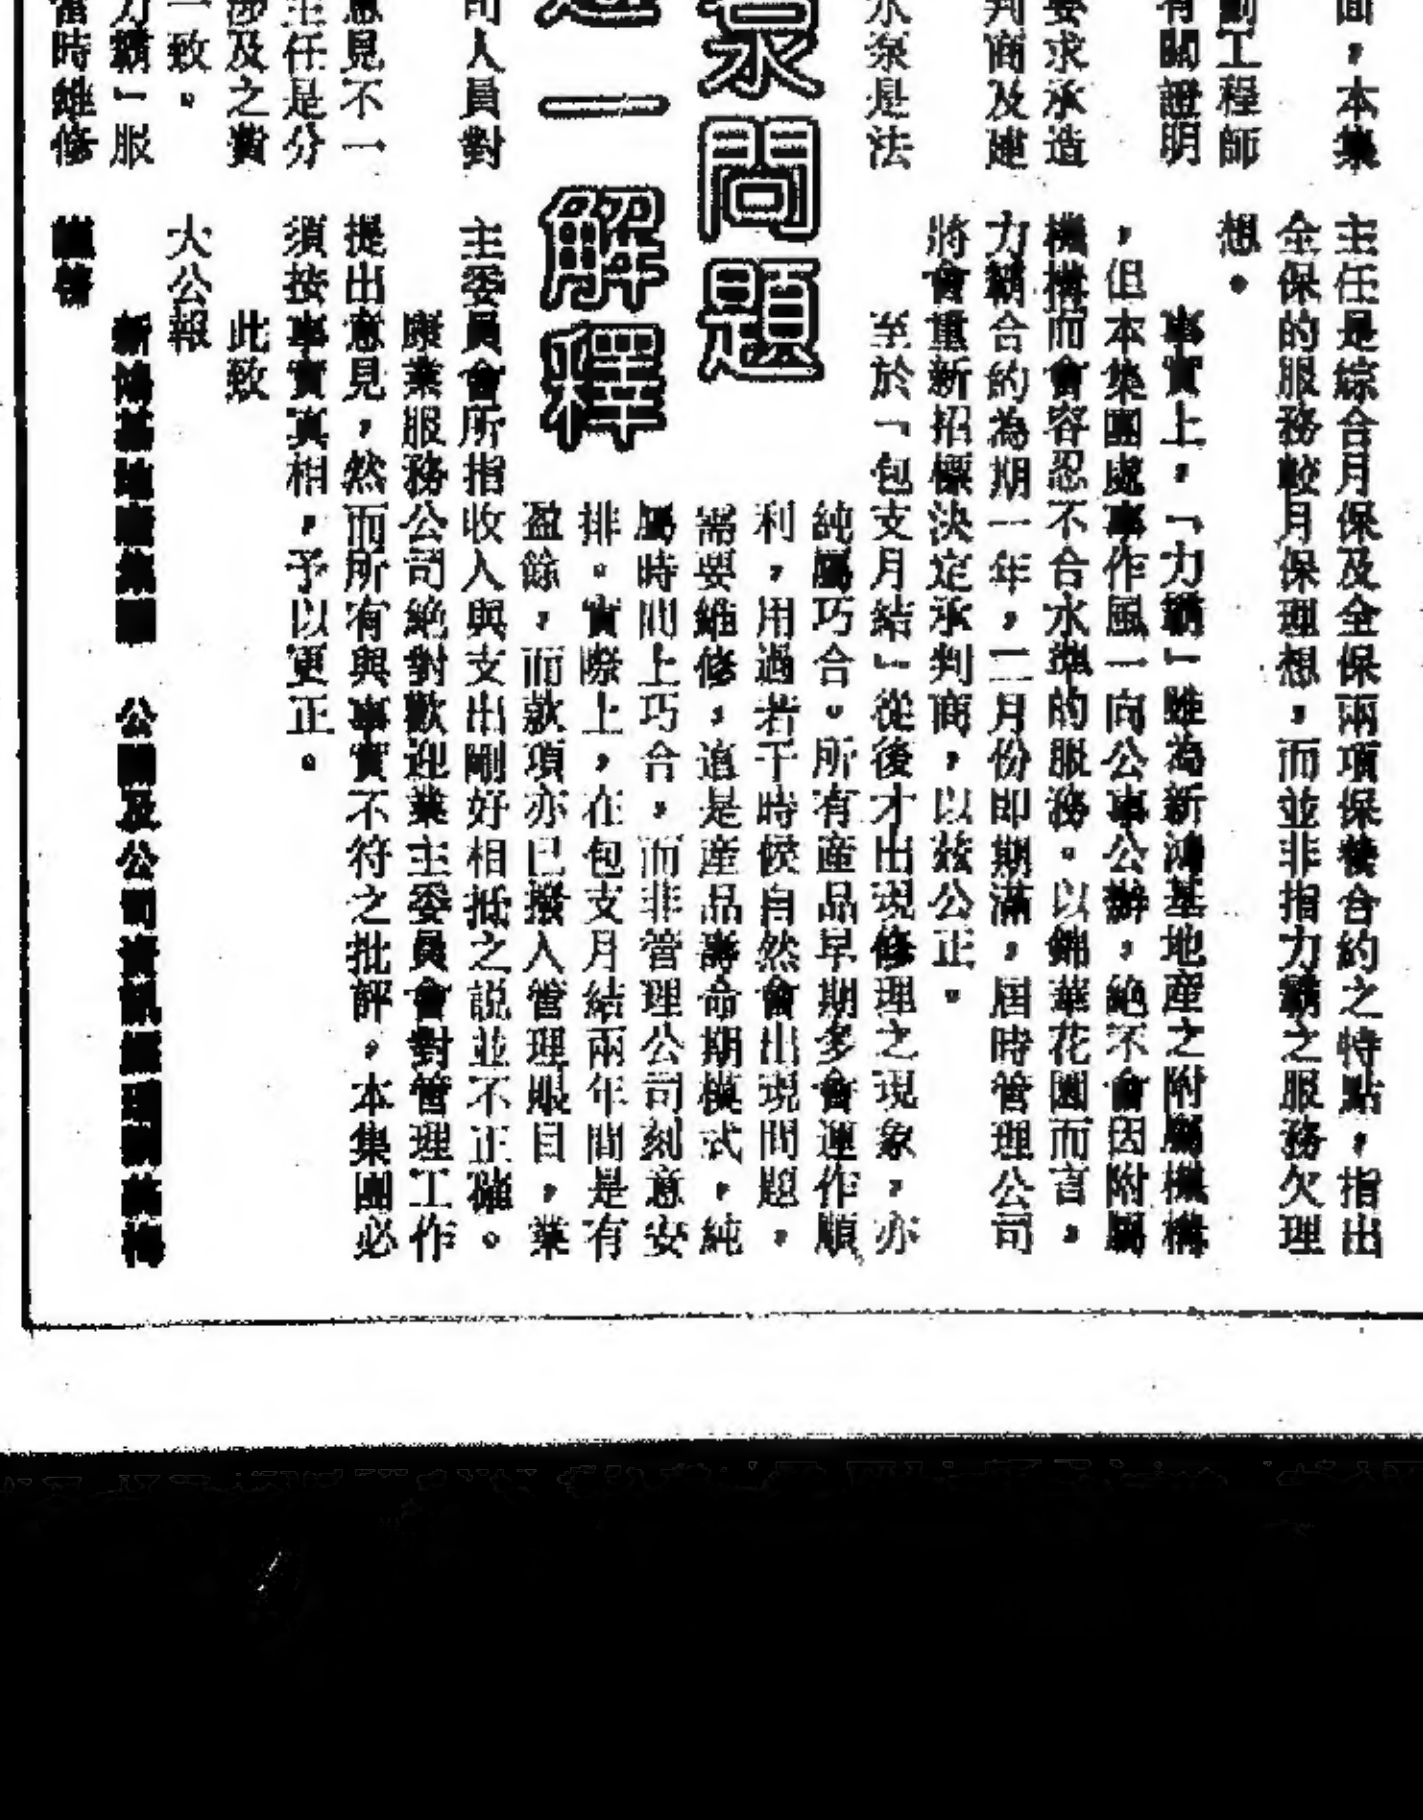 面，本集
劃工程師
有關證明
要求承造
判商及建
水泵是法
泵問題
一解釋
司人員對
意見不一
主任是分
涉及之費
一致。
力霸」服
當時維修
主任是綜合月保及全保兩項保養合約之特點，指出
全保的服務較月保理想，而並非指力霸之服務欠理
想。
事實上，「力霸」雖為新鴻基地產之附屬機構
，但本集團處事作風一向公事公辦，絶不會因附屬
機構而會容忍不合水準的服務。以錦華花園而言，
力霸合約為期一年，二月份即期滿，屆時管理公司
將會重新招標決定承判商，以茲公正。
至於「包支月結」從後才出現修理之現象，亦
純屬巧合。所有産品早期多會運作順
利，用過若干時候自然會出現問題，
需要維修，這是産品壽命期模式，純
屬時間上巧合，而非管理公司刻意安
排。實際上，在包支月結兩年間是有
盈餘，而款項亦已撥入管理賬目，業
主委員會所指收入與支出剛好相抵之説並不正確。
康業服務公司絶對歡迎業主委員會對管理工作
提出意見，然而所有與事實不符之批評，本集團必
須按事實真相，予以更正。
此致
大公報
新鴻基地產集團 公關及公司資訊經理
謹啓